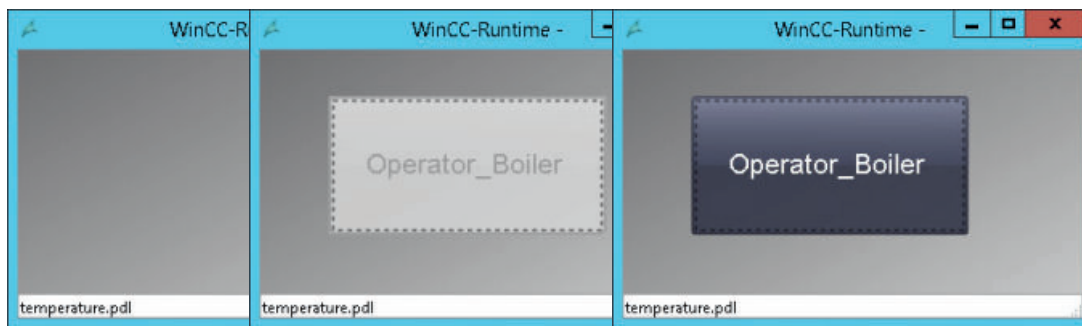 WinCC-R
WinCC-Runtime -
WinCC-Runtime -
Operator_Boiler
Operator_Boiler
temperature.pdl
temperature.pdl
temperature.pdl